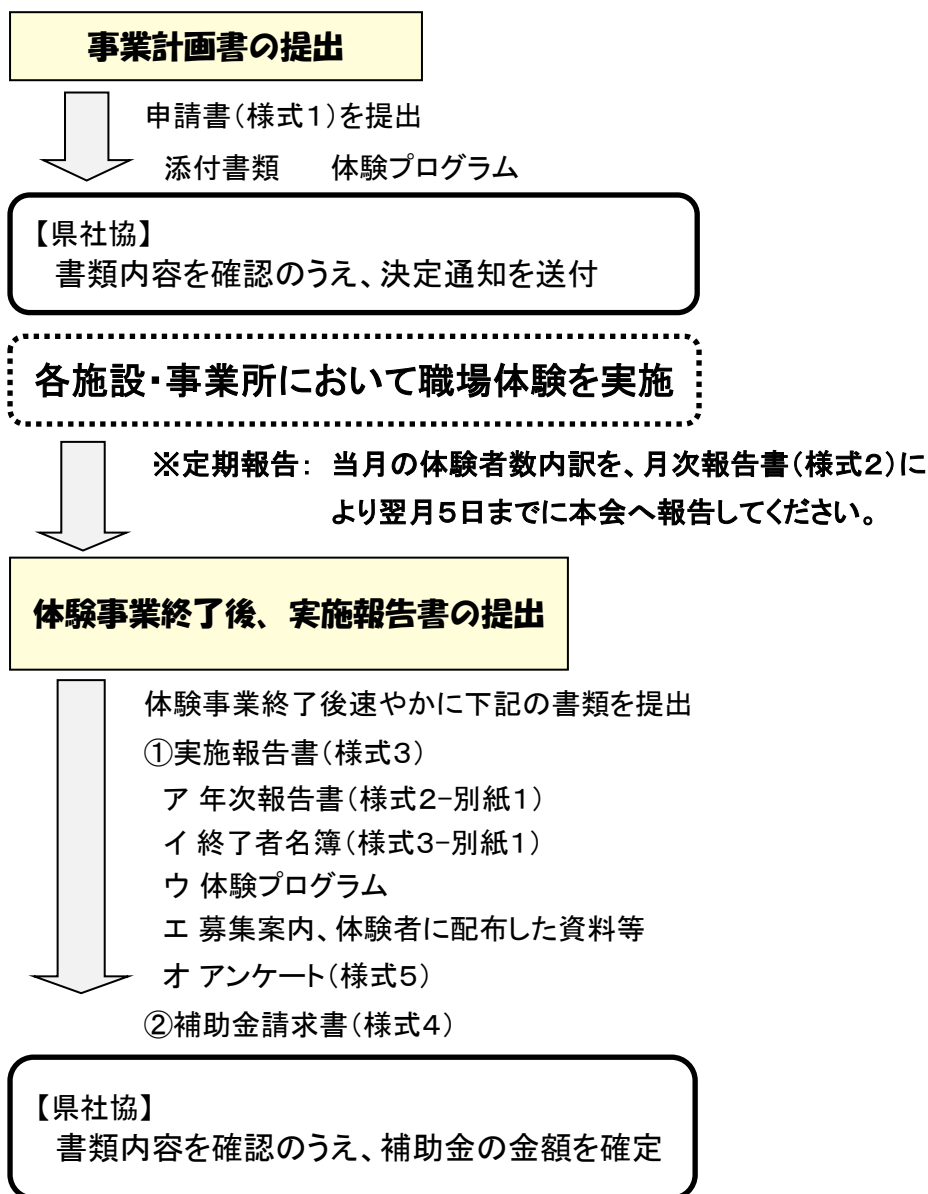 事業計画書の提出
申請書(様式1)を提出
添付書類　　体験プログラム
【県社協】
書類内容を確認のうえ、決定通知を送付
各施設・事業所において職場体験を実施
※定期報告: 当月の体験者数内訳を、月次報告書(様式2)に
より翌月5日までに本会へ報告してください。
体験事業終了後、実施報告書の提出
体験事業終了後速やかに下記の書類を提出
①実施報告書(様式3)
ア 年次報告書(様式2-別紙1)
イ 終了者名簿(様式3-別紙1)
ウ 体験プログラム
エ 募集案内、体験者に配布した資料等
オ アンケート(様式5)
②補助金請求書(様式4)
【県社協】
書類内容を確認のうえ、補助金の金額を確定